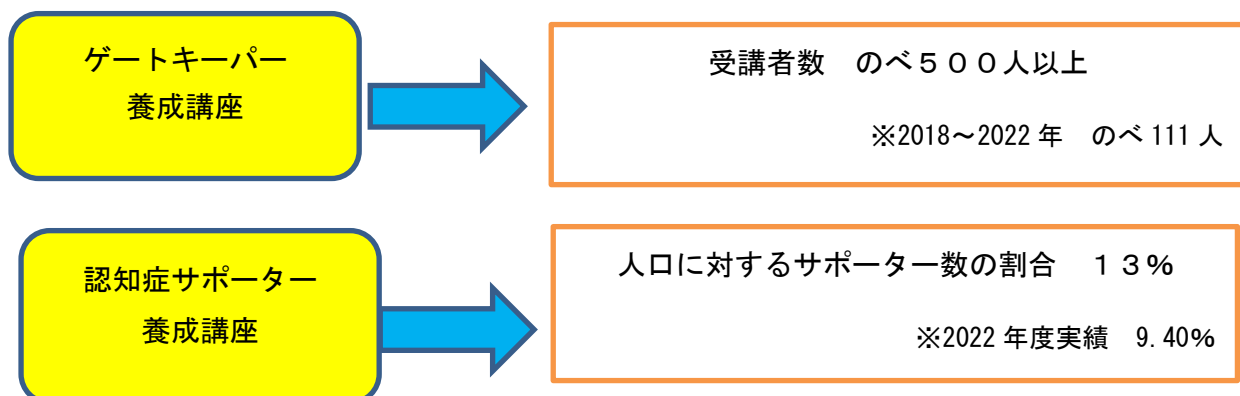 ゲートキーパー
養成講座
受講者数　のべ５００人以上
※2018～2022 年　のべ 111 人
認知症サポーター
養成講座
人口に対するサポーター数の割合　１３％
※2022 年度実績　9.40%